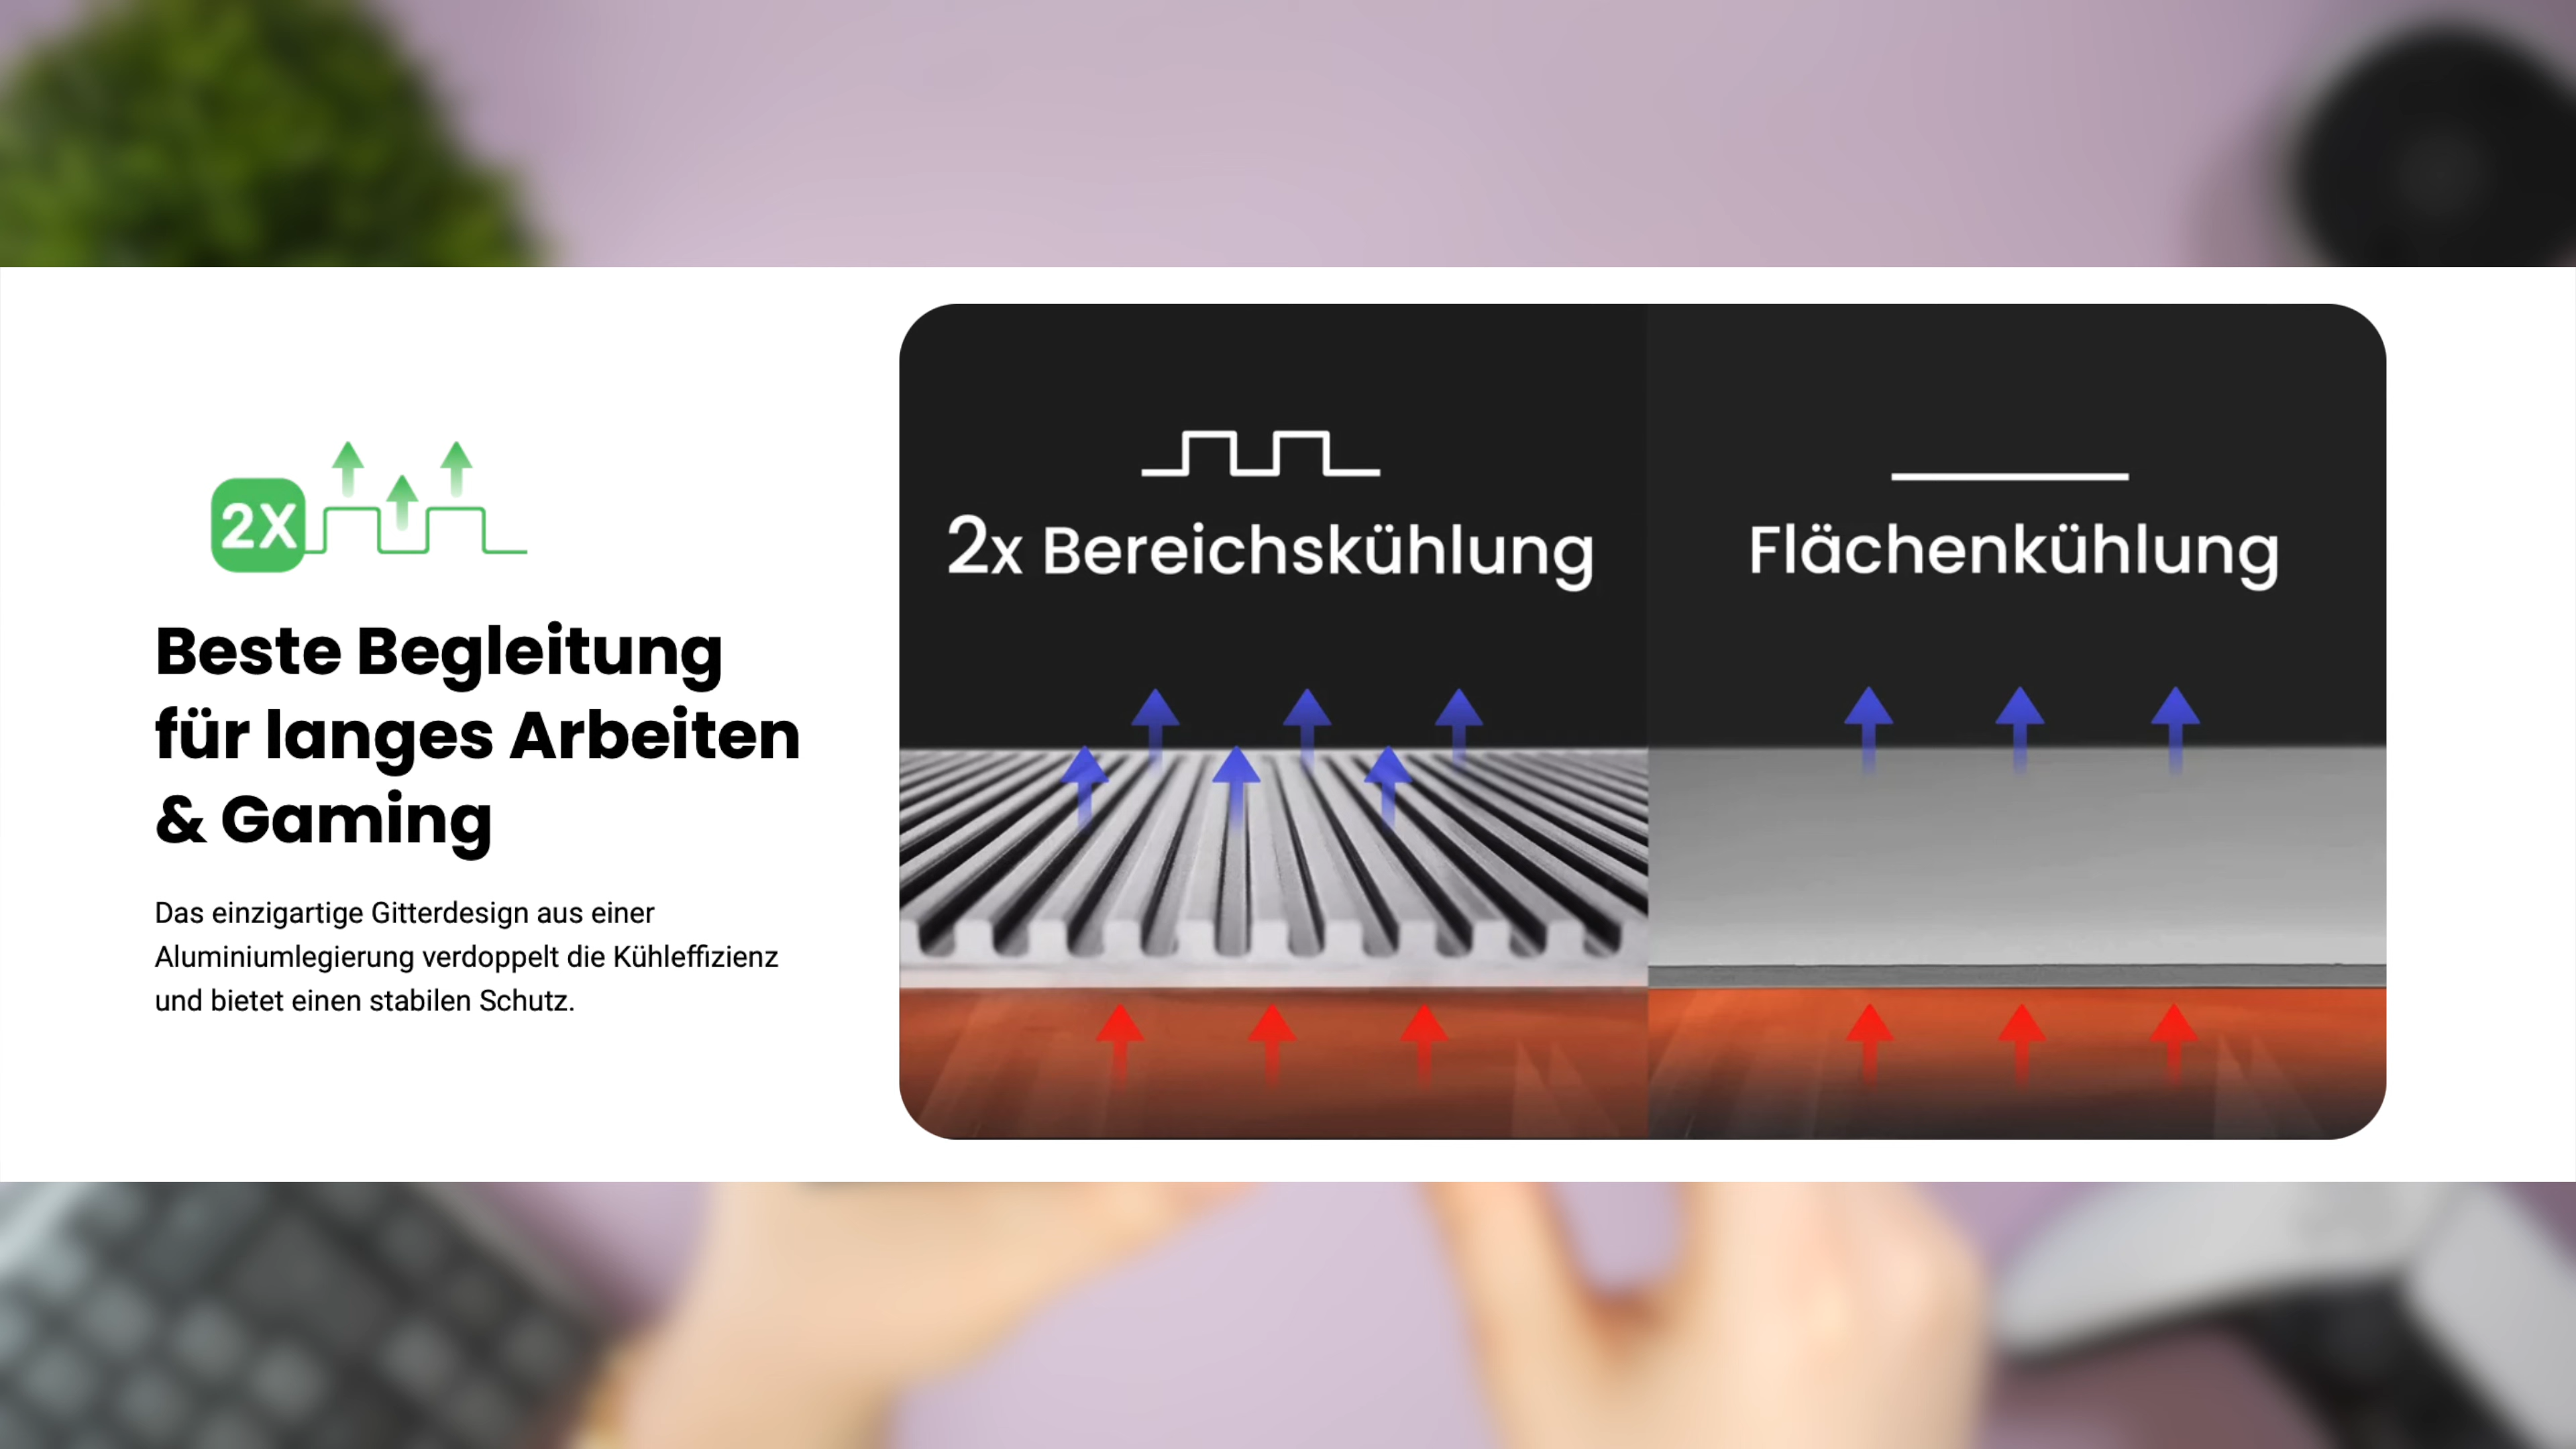 2X
Beste Begleitung
für langes Arbeiten
& Gaming
Das einzigartige Gitterdesign aus einer
Aluminiumlegierung verdoppelt die Kühleffizienz
und bietet einen stabilen Schutz.
2x Bereichskühlung
Flächenkühlung